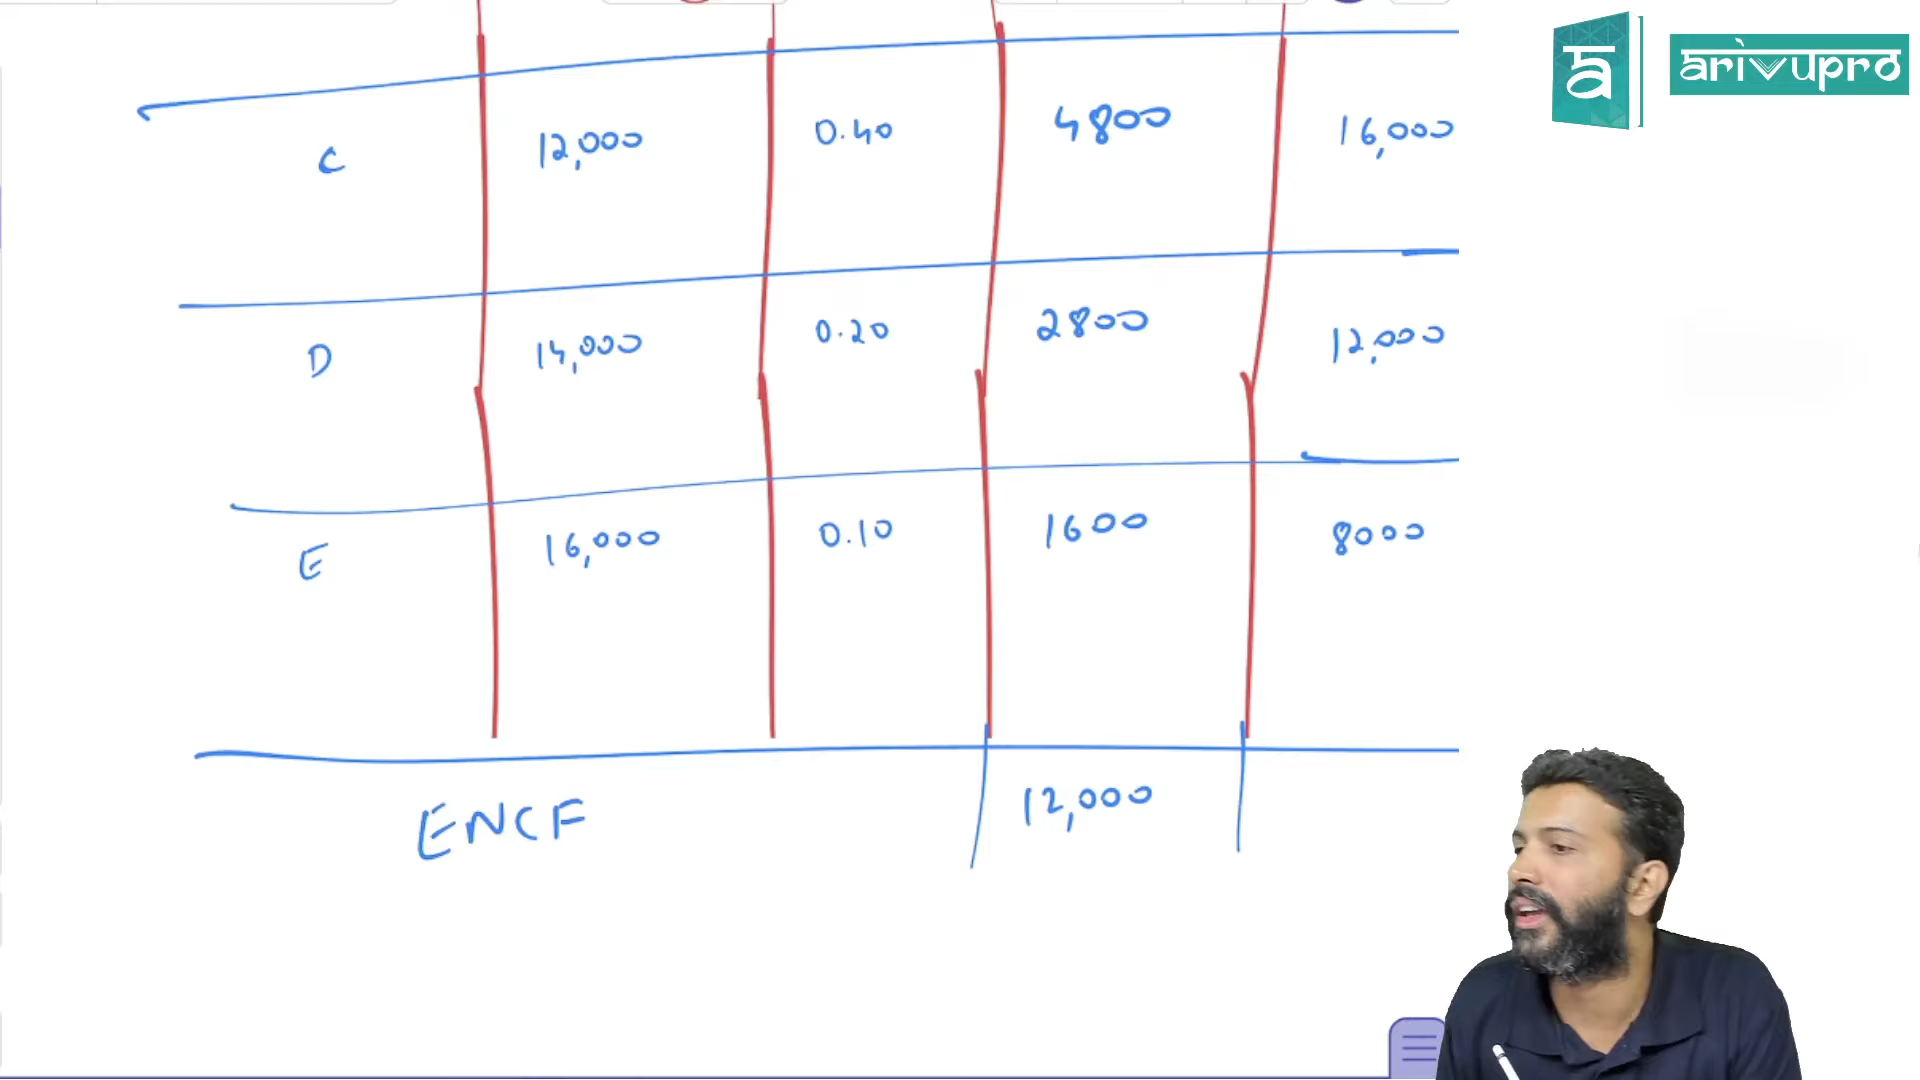 arivupro
C 12,000 0.40 4800 16,000
D 14,000 0.20 2800 12,000
E 16,000 0.10 1600 8000
ENCF 12,000